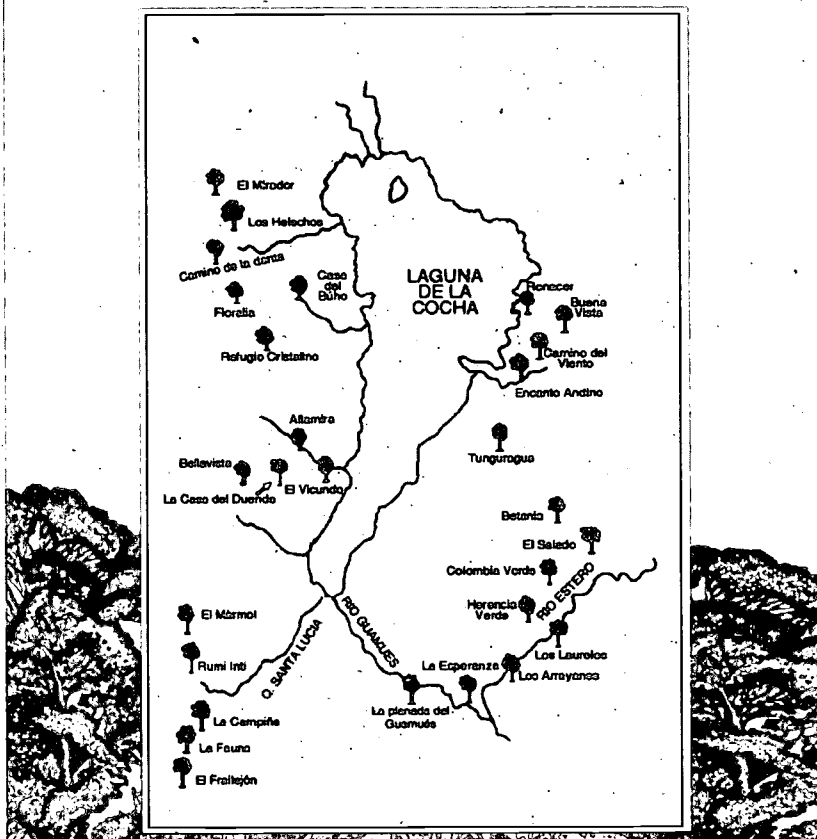 El Mirador
Los Helechos
Camino de la danta
Casa
del
Búho
Floralia
Refugio Cristalino
LAGUNA
DE LA
COCHA
Renacer
Buena
Vista
Camino del
Viento
Encanto Andino
Altamira
Bellavista
La Casa del Duende
El Vicundo
Tunguragua
Betania
El Saledo
Colombia Verde
Herencia
Verde
RIO ESTERO
El Mármol
Rumi Inti
Q. SANTA LUCIA
RIO GUAMUES
La Esperanza
Los Laureles
Los Arrayanes
La planada del
Guamués
La Campiña
La Fauna
El Frailejón